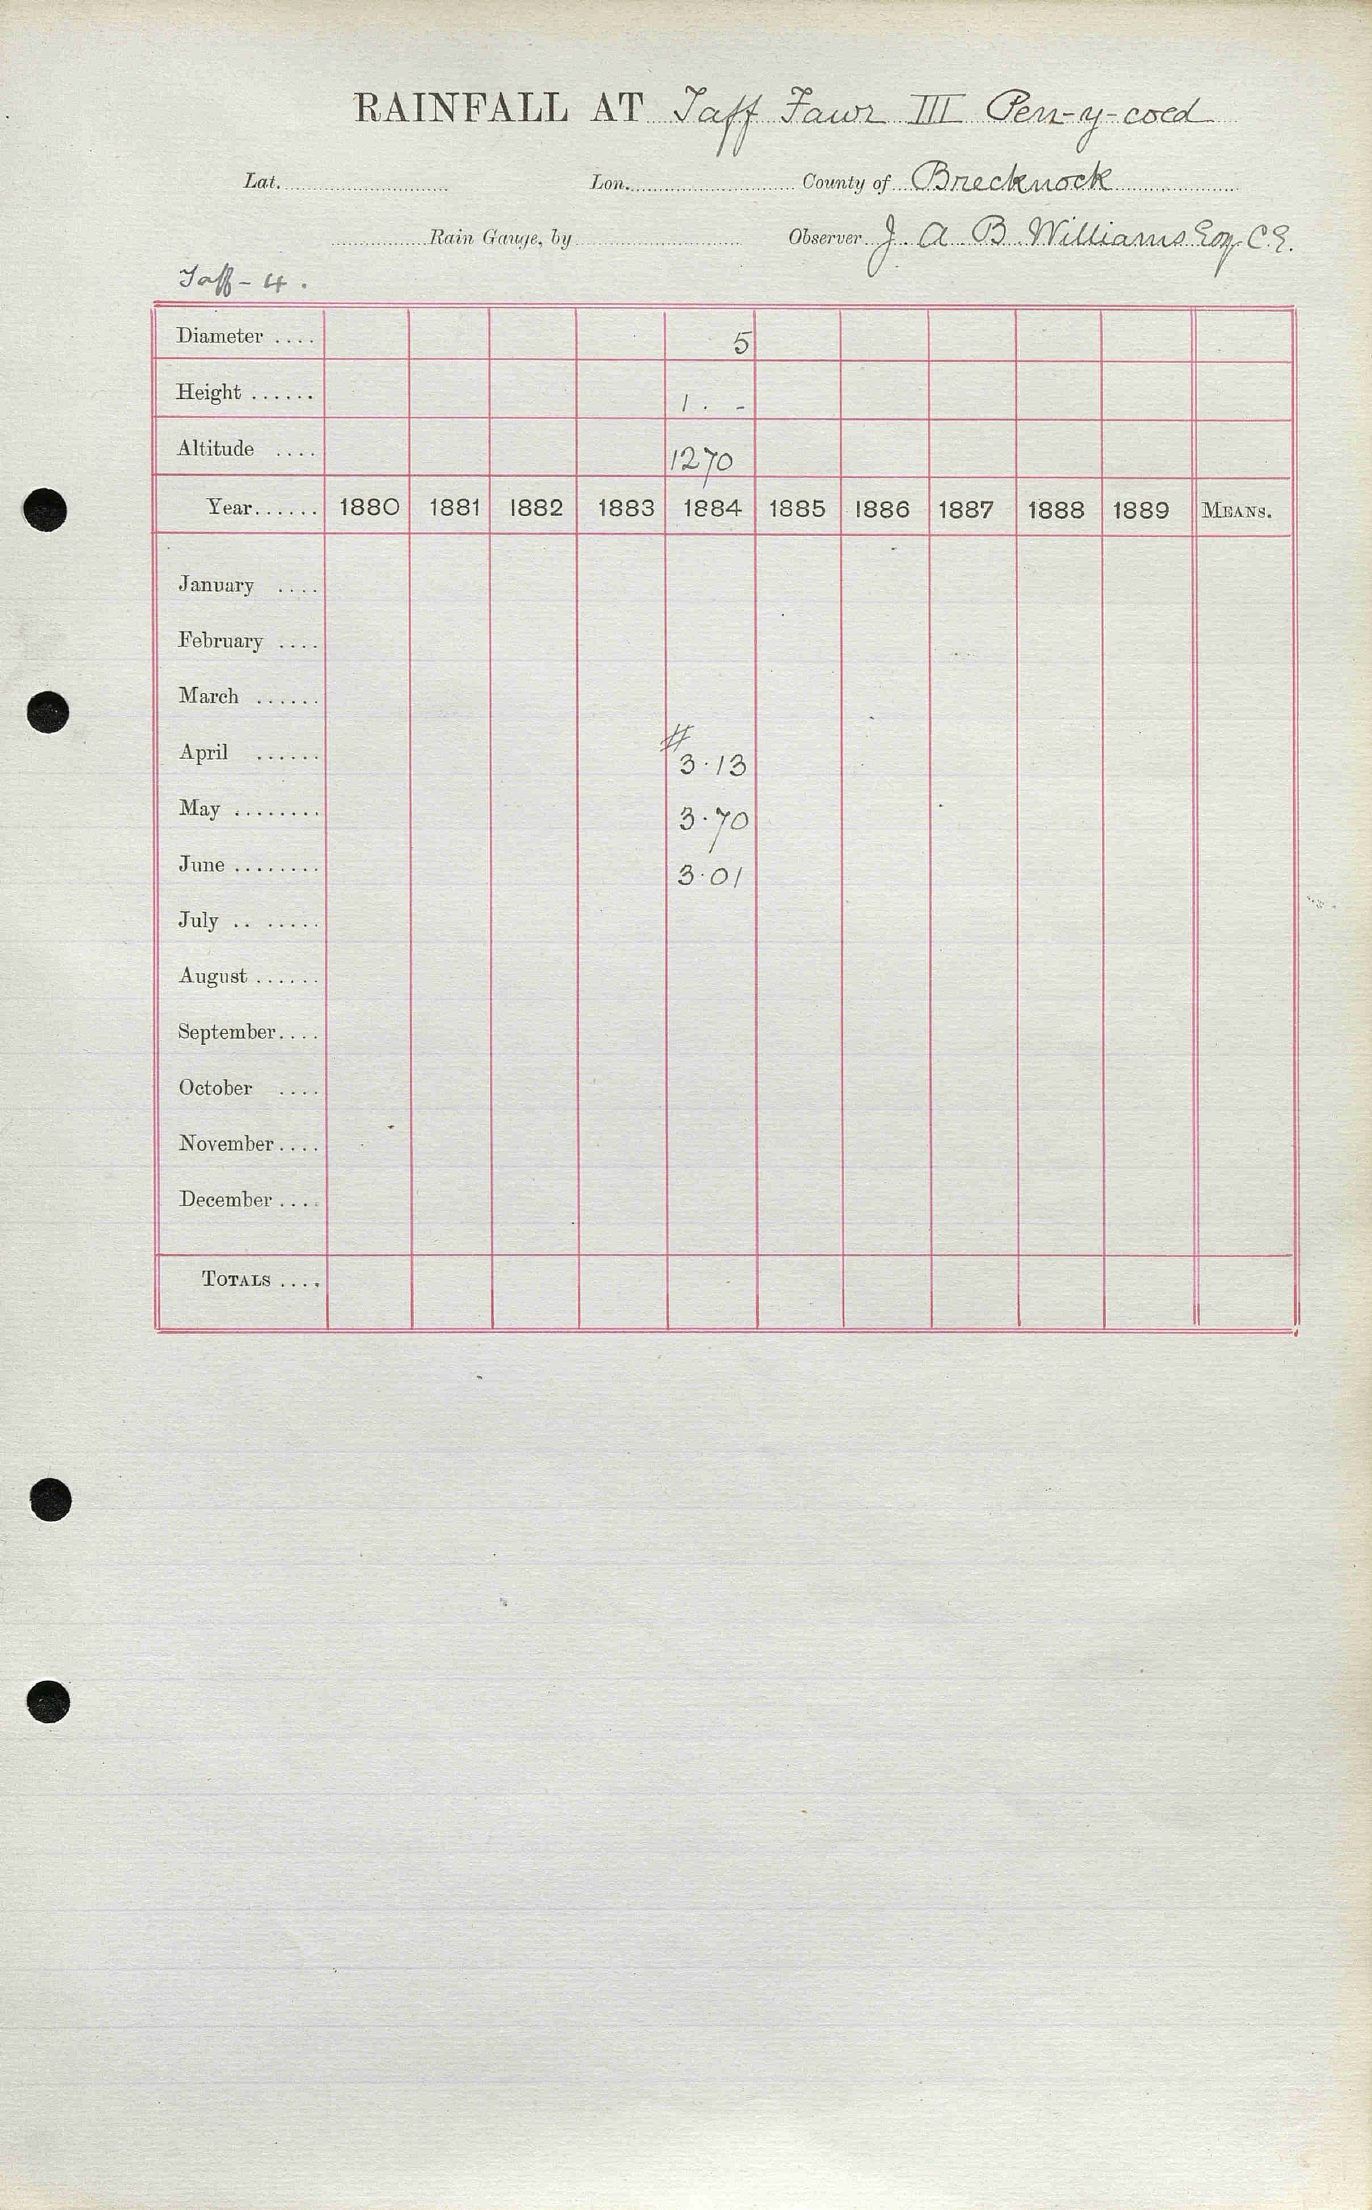 RAINFALL AT Taff Fawr III Pen-y-coed
Lat. Lon. County of Brecknock
Rain Gauge, by Observer J. A B Williams Esq C.E.
Taff - 4 .
Diameter .... 5
Height ...... 1 . -
Altitude .... 1270
Year...... 1880 1881 1882 1883 1884 1885 1886 1887 1888 1889 MEANS.
January ....
February ....
March ......
#
April ...... 3.13
May ........ 3.70
June ........ 3.01
July .. .....
August ......
September....
October ....
November....
December ....
TOTALS ....